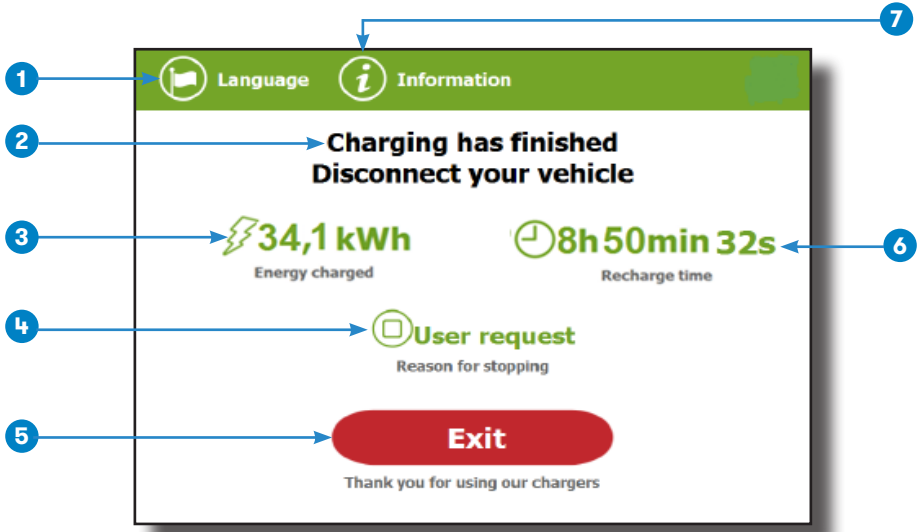 7
1 Language Information
2 Charging has finished
Disconnect your vehicle
3 34,1 kWh 8h 50min 32s 6
Energy charged Recharge time
4 User request
Reason for stopping
5 Exit
Thank you for using our chargers